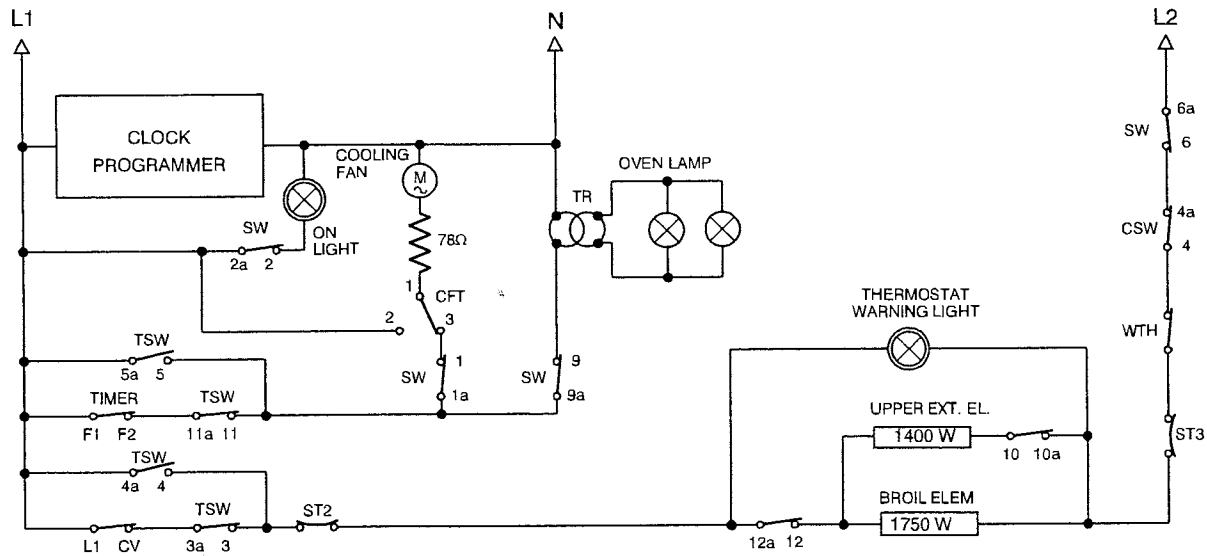 L1
N
L2
CLOCK
PROGRAMMER
COOLING
FAN
M
~
OVEN LAMP
TR
6a
SW
6
SW
2a 2
ON
LIGHT
78Ω
4a
CSW
4
1
CFT
2
3
THERMOSTAT
WARNING LIGHT
WTH
TSW
5a 5
1
SW
1a
9
SW
9a
TIMER
TSW
F1 F2 11a 11
UPPER EXT. EL.
1400 W
10 10a
ST3
TSW
4a 4
TSW
ST2
L1 CV 3a 3
BROIL ELEM
1750 W
12a 12